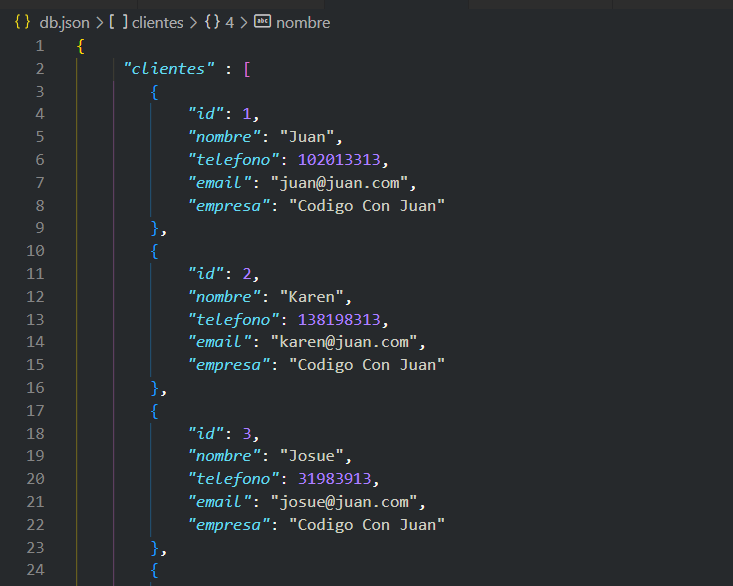 {} db.json > [ ] clientes > {} 4 > abc nombre
1 {
2 "clientes" : [
3 {
4 "id": 1,
5 "nombre": "Juan",
6 "telefono": 102013313,
7 "email": "juan@juan.com",
8 "empresa": "Codigo Con Juan"
9 },
10 {
11 "id": 2,
12 "nombre": "Karen",
13 "telefono": 138198313,
14 "email": "karen@juan.com",
15 "empresa": "Codigo Con Juan"
16 },
17 {
18 "id": 3,
19 "nombre": "Josue",
20 "telefono": 31983913,
21 "email": "josue@juan.com",
22 "empresa": "Codigo Con Juan"
23 },
24 {